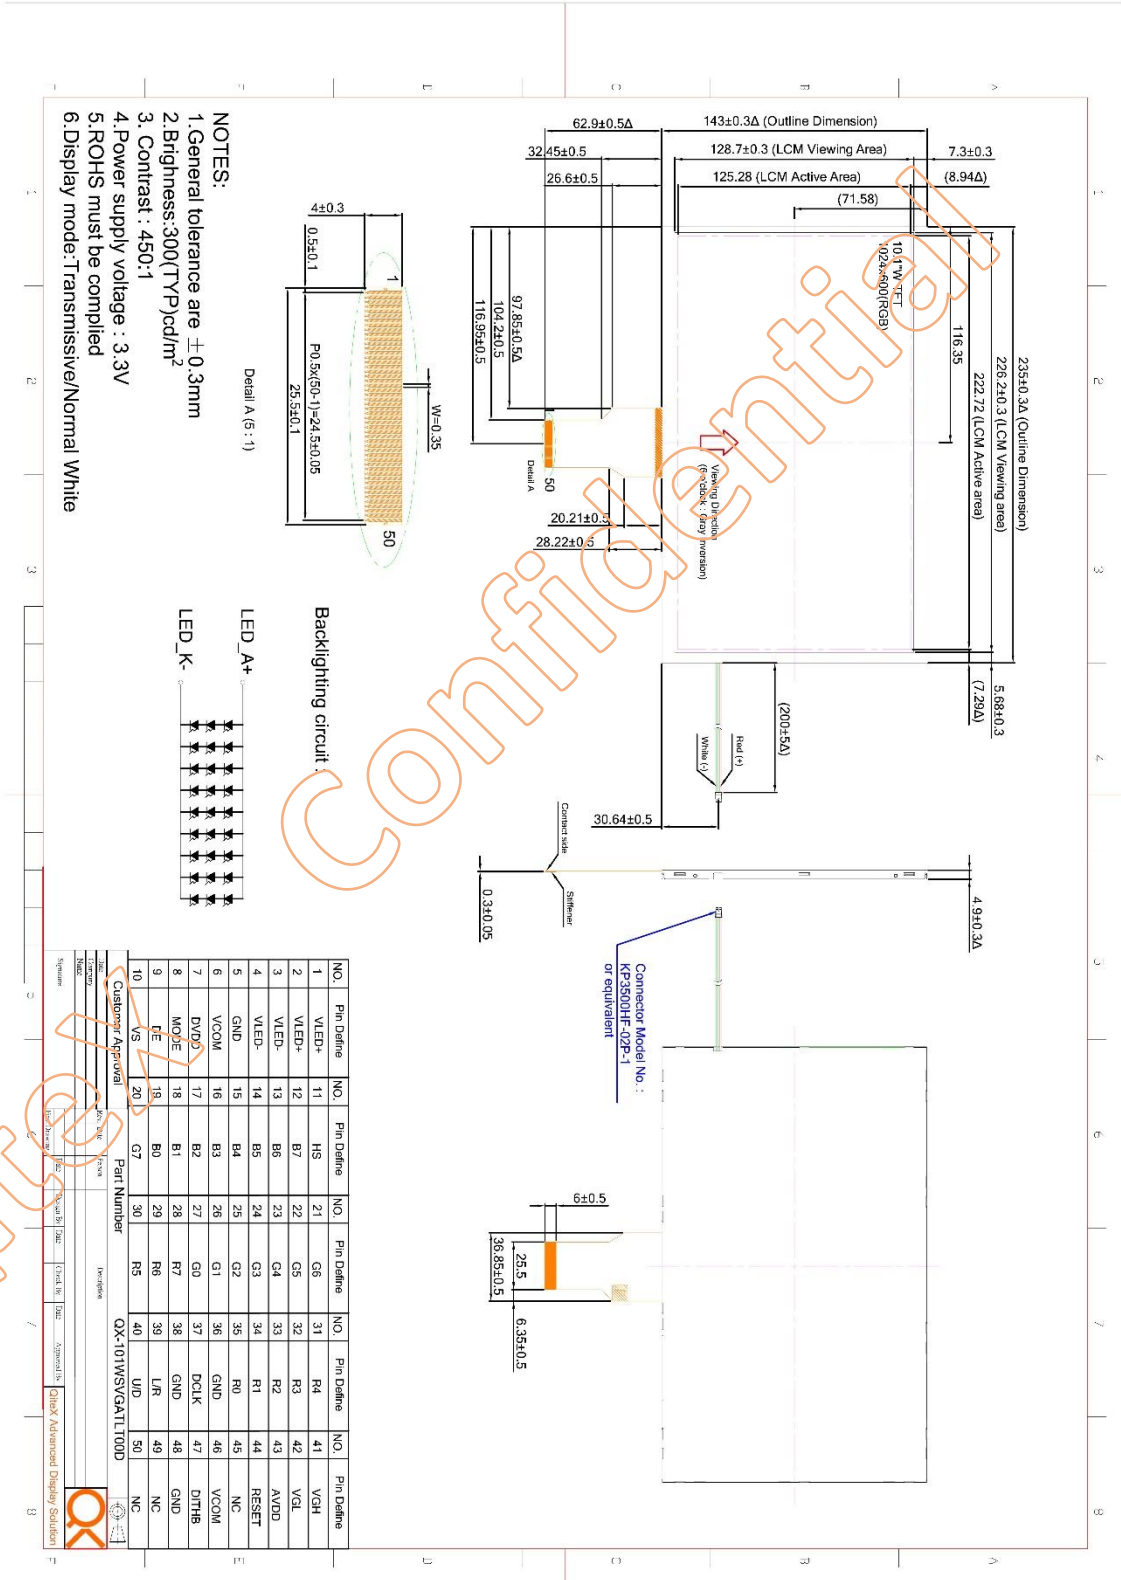 143±0.3Δ (Outline Dimension)
128.7±0.3 (LCM Viewing Area)
125.28 (LCM Active Area)
(71.58)
7.3±0.3
(8.94Δ)
62.9±0.5Δ
32.45±0.5
26.6±0.5
235±0.3Δ (Outline Dimension)
226.2±0.3 (LCM Viewing area)
222.72 (LCM Active area)
116.35
5.68±0.3
(7.29Δ)
10.1"W TFT
1024x600(RGB)
Viewing Direction
97.85±0.5Δ
104.2±0.5
116.95±0.5
50
Detail A
20.21±0.5
28.22±0.5
(200±5Δ)
Red (+)
White (-)
30.64±0.5
Contact side
Stiffener
0.3±0.05
4.9±0.3Δ
Connector Model No. :
KP3500HF-02P-1
or equivalent
6±0.5
25.5
36.85±0.5
6.35±0.5
4±0.3
0.5±0.1
1
W=0.35
P0.5x(50-1)=24.5±0.05
25.5±0.1
50
Detail A (5 : 1)
NOTES:
1.General tolarance are ±0.3mm
2.Brighness:300(TYP)cd/m²
3. Contrast : 450:1
4.Power supply voltage : 3.3V
5.ROHS must be complied
6.Display mode:Transmissive/Normal White
Backlighting circuit :
LED_A+
LED_K-
NO. Pin Define NO. Pin Define NO. Pin Define NO. Pin Define NO. Pin Define
1 VLED+ 11 HS 21 G6 31 R4 41 VGH
2 VLED+ 12 B7 22 G5 32 R3 42 VGL
3 VLED- 13 B6 23 G4 33 R2 43 AVDD
4 VLED- 14 B5 24 G3 34 R1 44 RESET
5 GND 15 B4 25 G2 35 R0 45 NC
6 VCOM 16 B3 26 G1 36 GND 46 VCOM
7 DVDD 17 B2 27 G0 37 DCLK 47 DITHB
8 MODE 18 B1 28 R7 38 GND 48 GND
9 DE 19 B0 29 R6 39 L/R 49 NC
10 VS 20 G7 30 R5 40 U/D 50 NC
Customer Approval
Part Number
QX-101WSVGATLT00D
Date
Company
Name
Signature
Description
Date
Date
Date
QiteX Advanced Display Solution
QX
Confidential